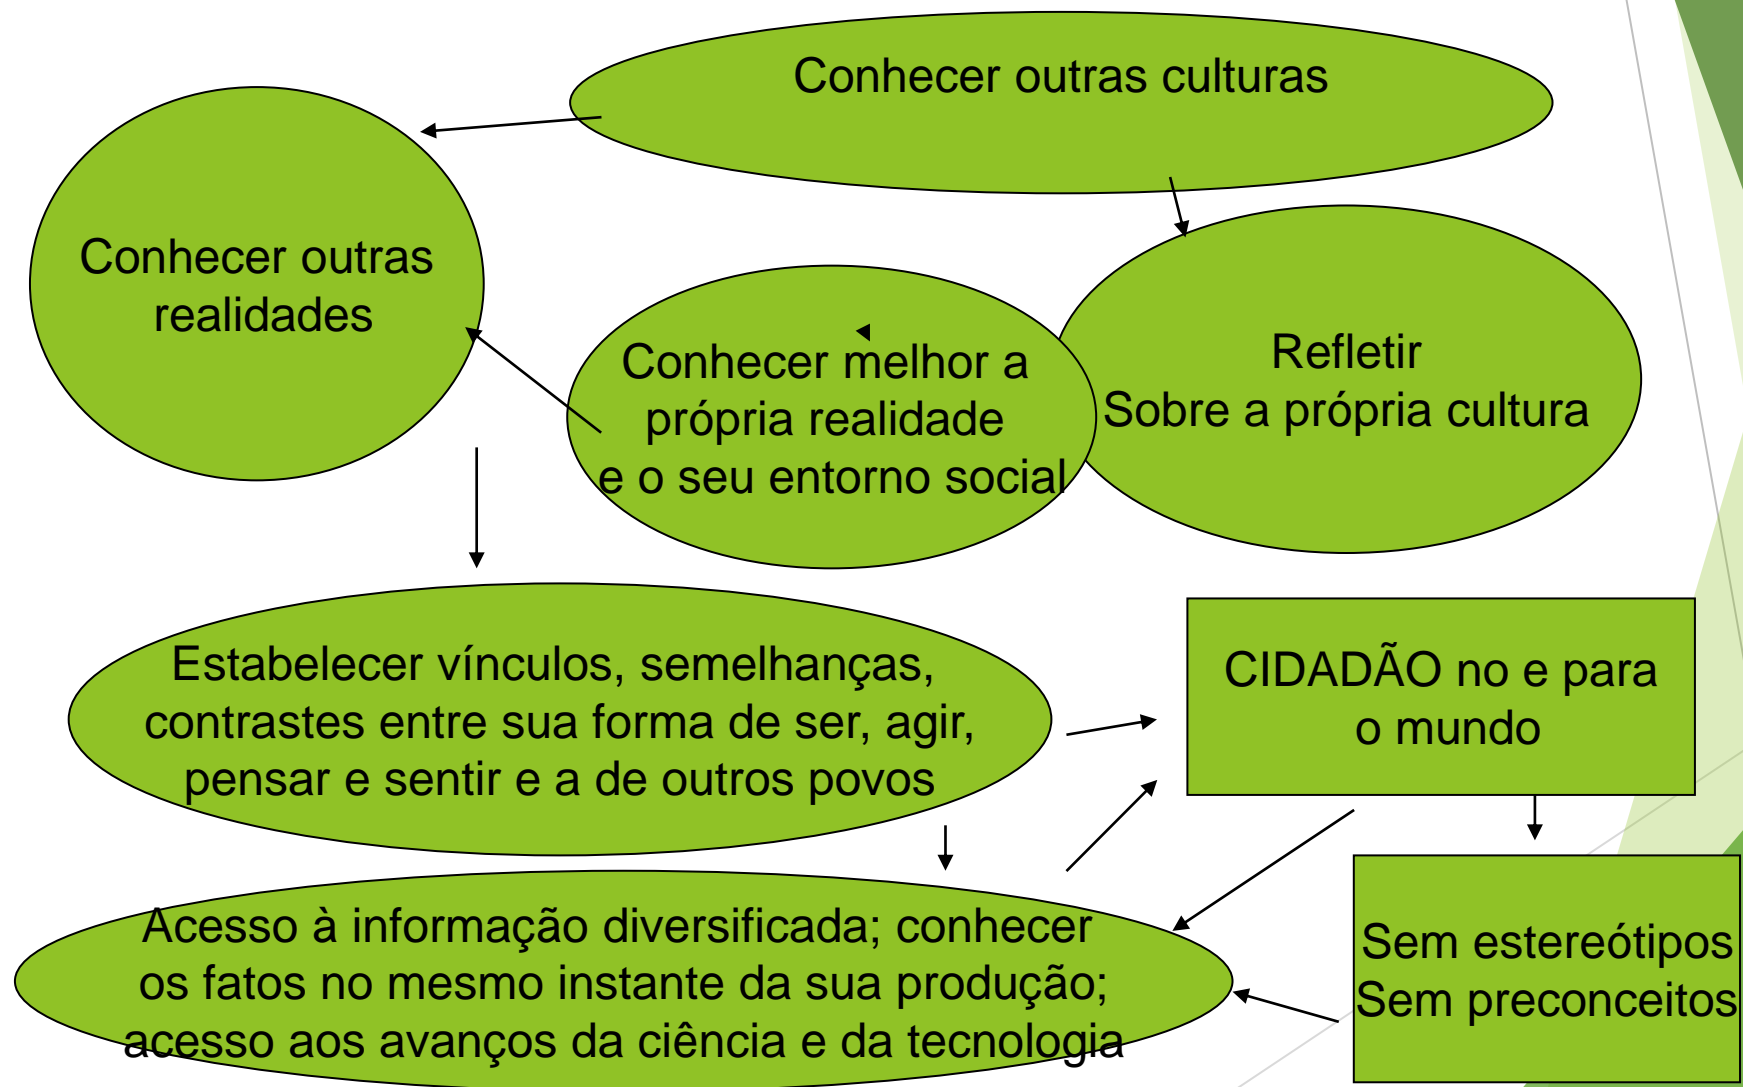 Conhecer outras culturas
Conhecer outras
realidades
Conhecer melhor a
própria realidade
e o seu entorno social
Refletir
Sobre a própria cultura
Estabelecer vínculos, semelhanças,
contrastes entre sua forma de ser, agir,
pensar e sentir e a de outros povos
CIDADÃO no e para
o mundo
Acesso à informação diversificada; conhecer
os fatos no mesmo instante da sua produção;
acesso aos avanços da ciência e da tecnologia
Sem estereótipos
Sem preconceitos